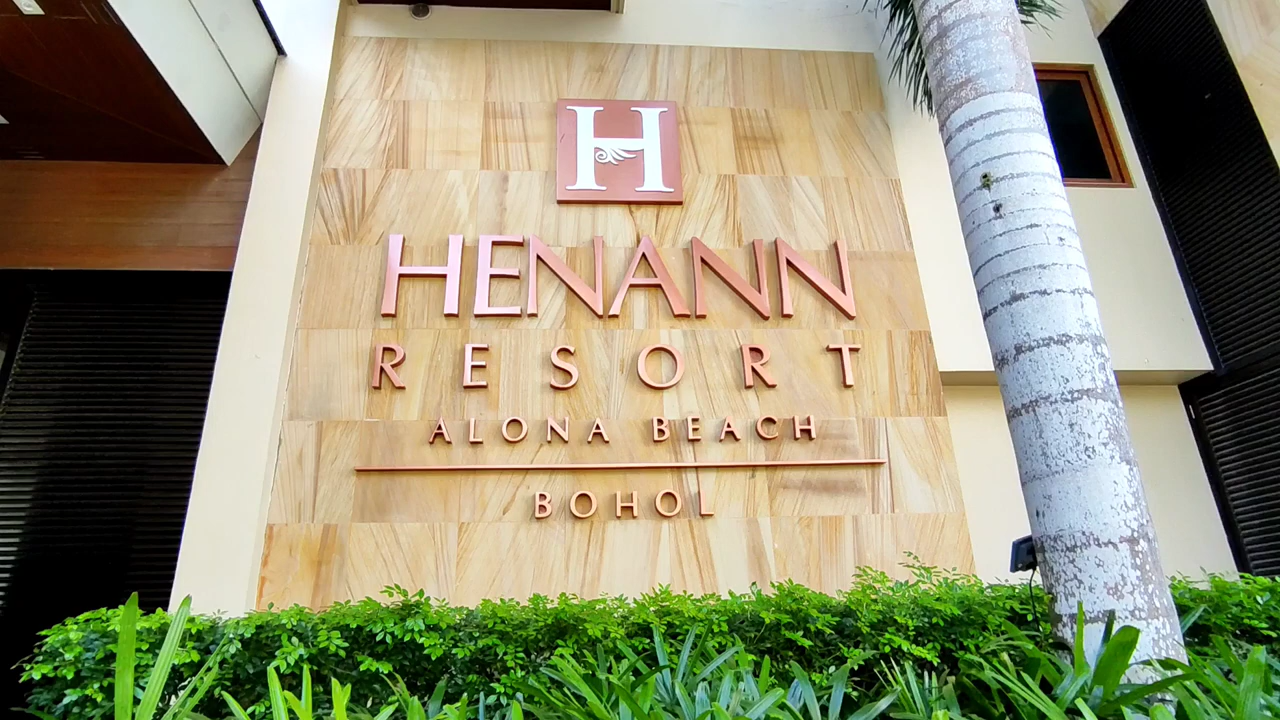 H
HENANN
RESORT
ALONA BEACH
BOHOL